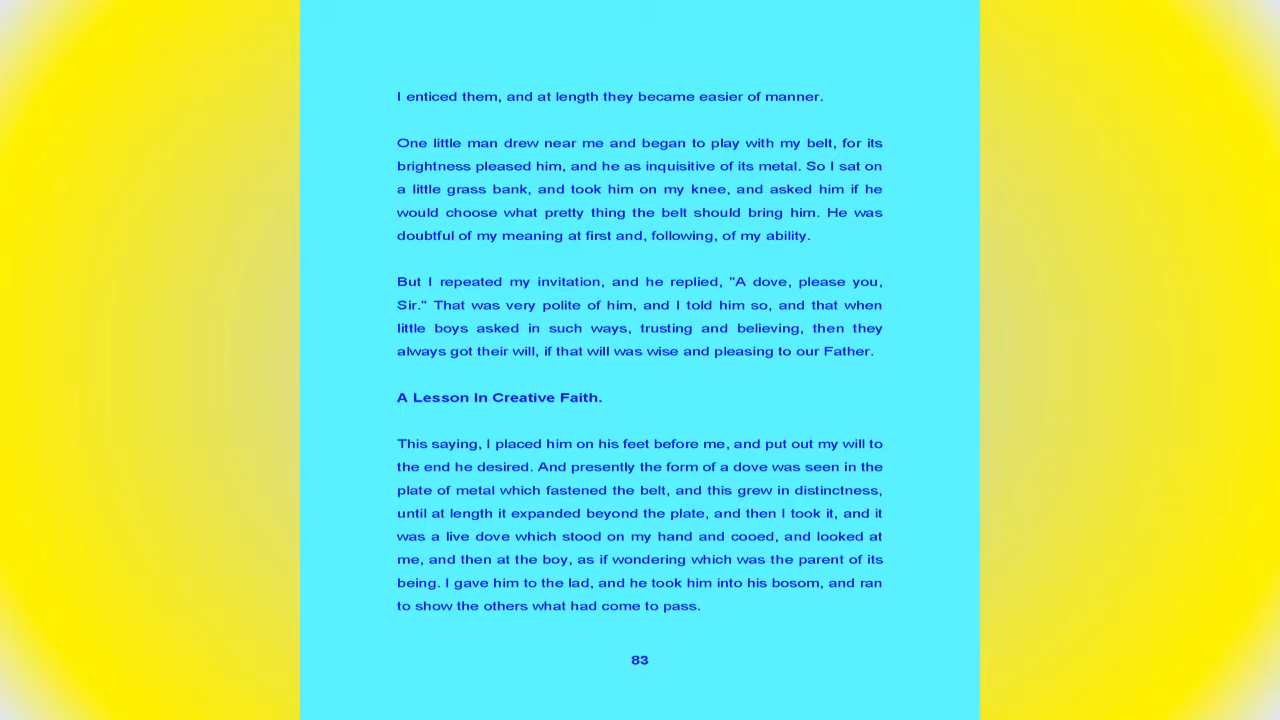 I enticed them, and at length they became easier of manner.
One little man drew near me and began to play with my belt, for its
brightness pleased him, and he as inquisitive of its metal. So I sat on
a little grass bank, and took him on my knee, and asked him if he
would choose what pretty thing the belt should bring him. He was
doubtful of my meaning at first and, following, of my ability.
But I repeated my invitation, and he replied, "A dove, please you,
Sir." That was very polite of him, and I told him so, and that when
little boys asked in such ways, trusting and believing, then they
always got their will, if that will was wise and pleasing to our Father.
A Lesson In Creative Faith.
This saying, I placed him on his feet before me, and put out my will to
the end he desired. And presently the form of a dove was seen in the
plate of metal which fastened the belt, and this grew in distinctness,
until at length it expanded beyond the plate, and then I took it, and it
was a live dove which stood on my hand and cooed, and looked at
me, and then at the boy, as if wondering which was the parent of its
being. I gave him to the lad, and he took him into his bosom, and ran
to show the others what had come to pass.
83